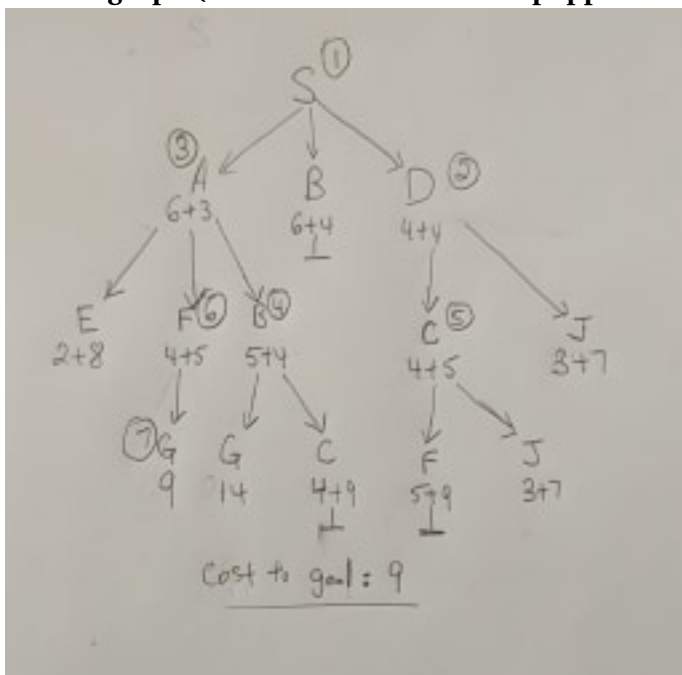 S ①
③ A B D ②
6+3 6+4 4+4
E F ⑥ B ④ C ⑤ J
2+8 4+5 5+4 4+5 3+7
⑦ G G C F J
9 14 4+9 5+9 3+7
Cost to goal: 9